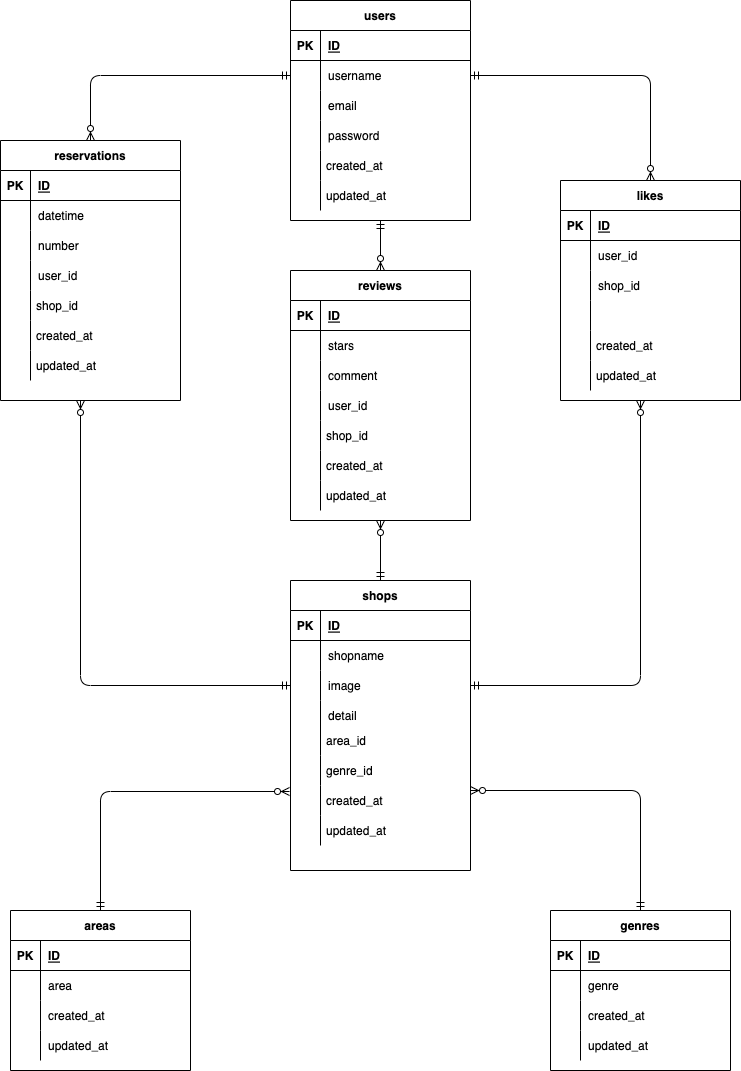 users
PK ID
username
email
password
created_at
updated_at
reservations
PK ID
datetime
number
user_id
shop_id
created_at
updated_at
likes
PK ID
user_id
shop_id
created_at
updated_at
reviews
PK ID
stars
comment
user_id
shop_id
created_at
updated_at
shops
PK ID
shopname
image
detail
area_id
genre_id
created_at
updated_at
areas
PK ID
area
created_at
updated_at
genres
PK ID
genre
created_at
updated_at